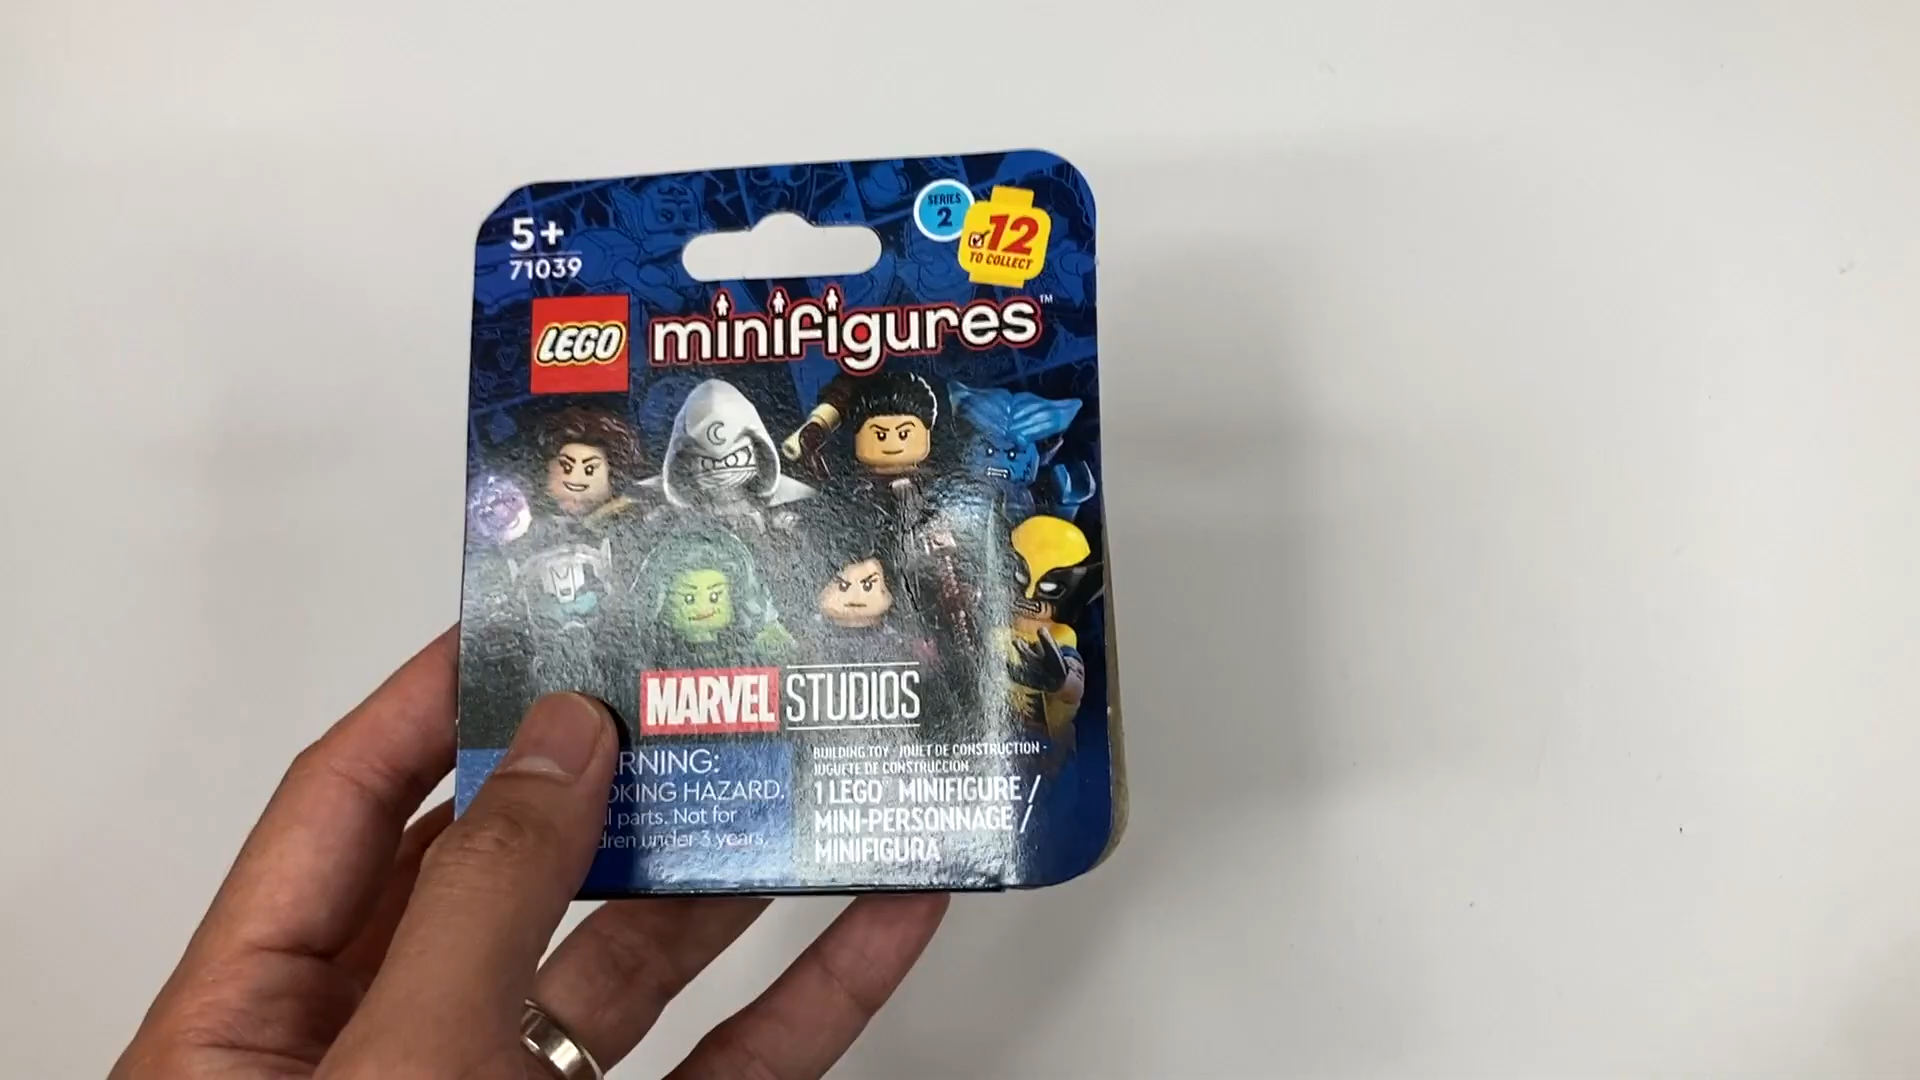 5+
71039
SERIES
2
12
TO COLLECT
LEGO
minifigures™
MARVEL STUDIOS
RNING:
OKING HAZARD.
l parts. Not for
dren under 3 years.
BUILDING TOY · JOUET DE CONSTRUCTION ·
JUGUETE DE CONSTRUCCIÓN
1 LEGO® MINIFIGURE /
MINI-PERSONNAGE /
MINIFIGURA